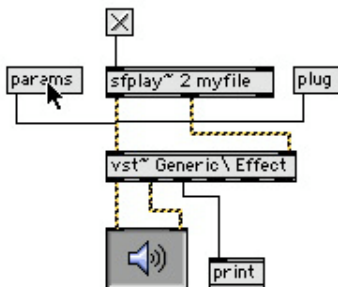 params
sfplay~ 2 myfile
plug
vst~ Generic\ Effect
print